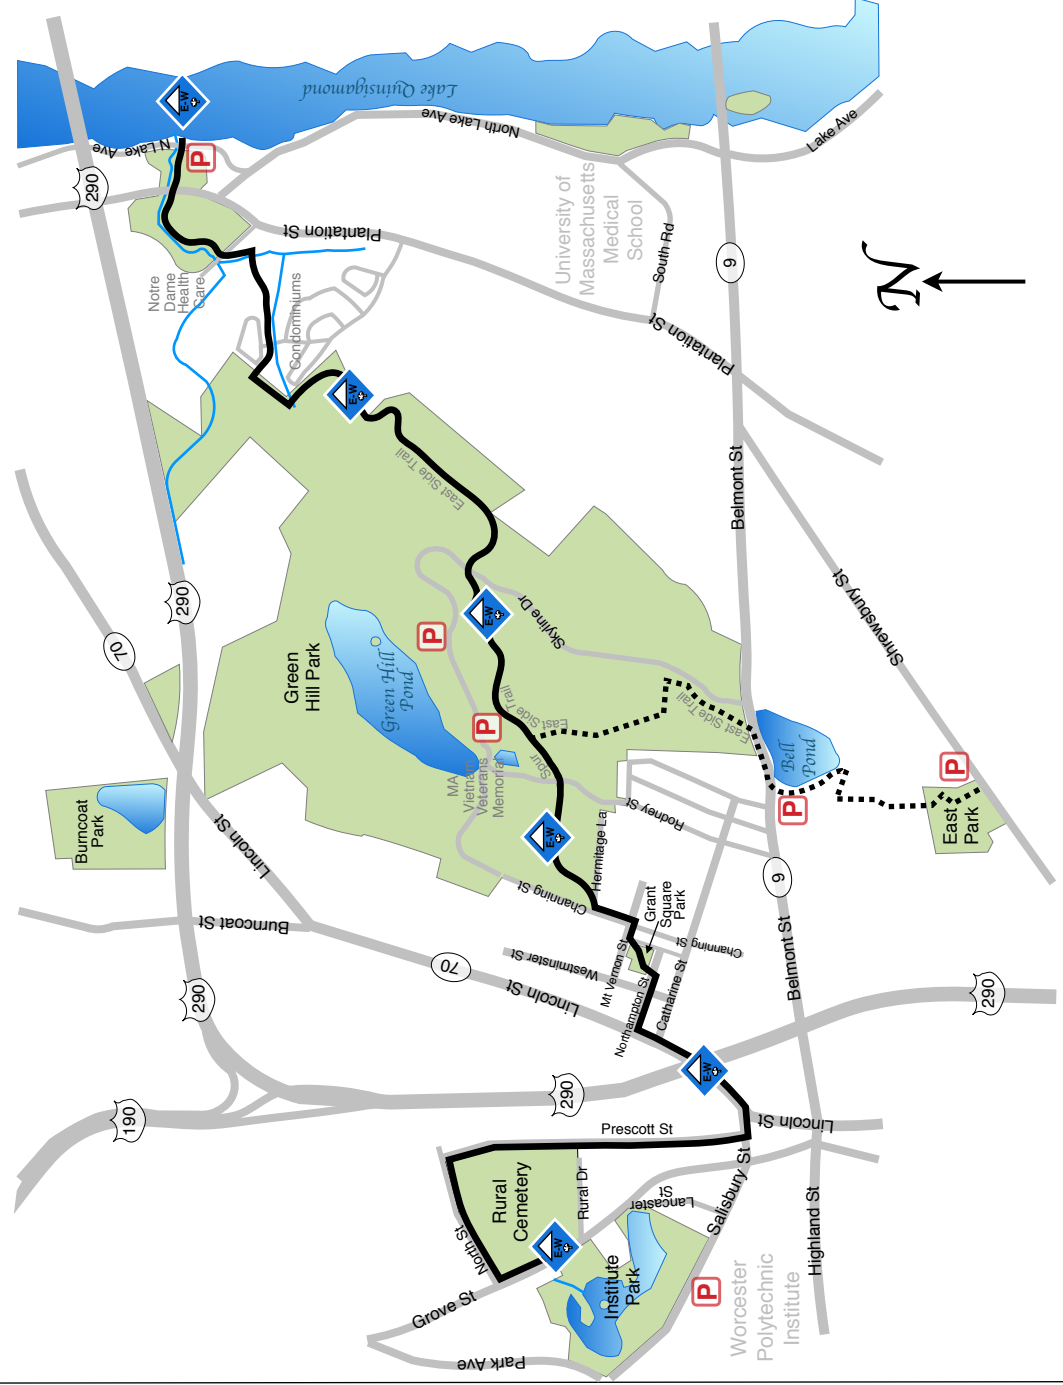 Lake Quinsigamond
E-W
N Lake Ave
North Lake Ave
Lake Ave
P
290
Plantation St
University of
Massachusetts
Medical
School
South Rd
9
N
Notre
Dame
Health
Care
Condominiums
Plantation St
E-W
East Side Trail
Belmont St
Shrewsbury St
70
290
Green
Hill Park
Green Hill
Pond
P
E-W
Skyline Dr
East Side Trail
East Side Trail
East Side Trail
Spur
P
MA
Vietnam
Veterans
Memorial
Bell
Pond
P
P
East
Park
Burncoat
Park
Lincoln St
Burncoat St
Rodney St
Hermitage La
E-W
Channing St
Grant
Square
Park
Channing St
Westminster St
Mt Vernon St
Northampton St
Catharine St
9
Belmont St
70
Lincoln St
290
290
290
190
E-W
Lincoln St
Prescott St
Salisbury St
Rural Dr
Rural
Cemetery
Lancaster
St
North St
E-W
Grove St
Park Ave
Institute
Park
P
Highland St
Worcester
Polytechnic
Institute